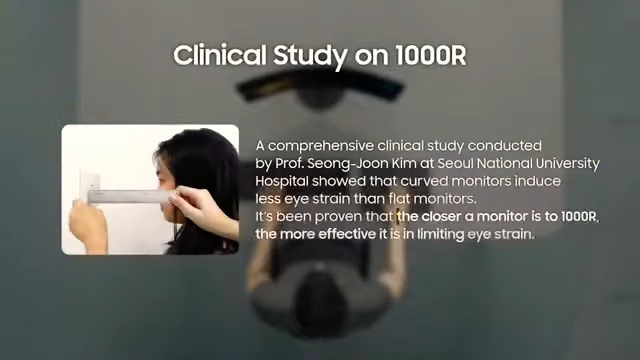 Clinical Study on 1000R
A comprehensive clinical study conducted
by Prof. Seong-Joon Kim at Seoul National University
Hospital showed that curved monitors induce
less eye strain than flat monitors.
It's been proven that the closer a monitor is to 1000R,
the more effective it is in limiting eye strain.